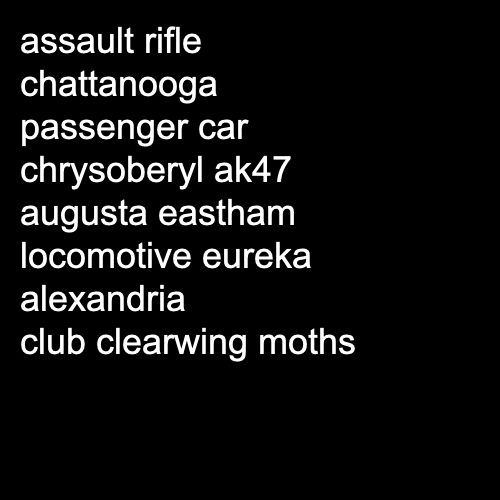 assault rifle
chattanooga
passenger car
chrysoberyl ak47
augusta eastham
locomotive eureka
alexandria
club clearwing moths